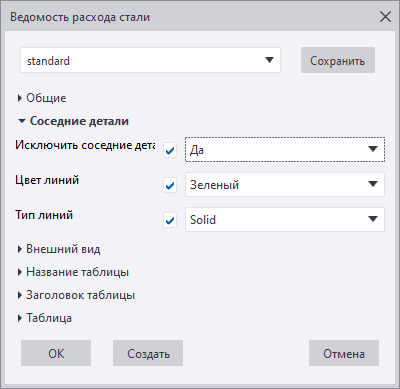 Ведомость расхода стали
standard
Сохранить
Общие
Соседние детали
Исключить соседние дета
Да
Цвет линий
Зеленый
Тип линий
Solid
Внешний вид
Название таблицы
Заголовок таблицы
Таблица
ОК
Создать
Отмена